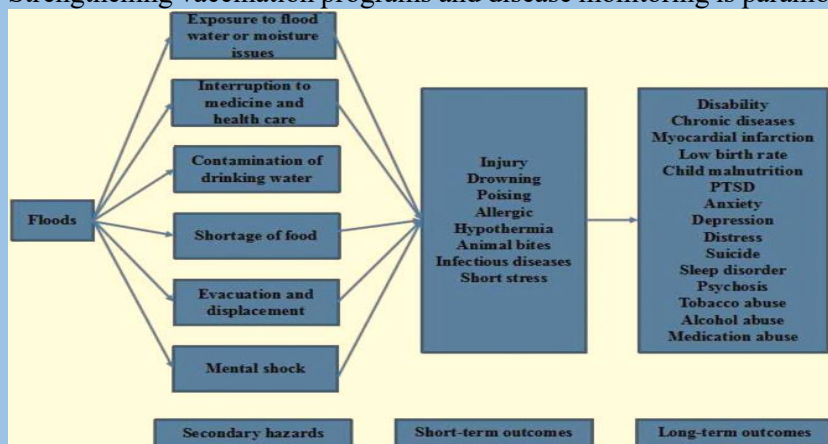 Strengthening vaccination programs and disease monitoring is paramo
Exposure to flood
water or moisture
issues
Interruption to
medicine and
health care
Contamination of
drinking water
Floods
Shortage of food
Evacuation and
displacement
Mental shock
Injury
Drowning
Poising
Allergic
Hypothermia
Animal bites
Infectious diseases
Short stress
Disability
Chronic diseases
Myocardial infarction
Low birth rate
Child malnutrition
PTSD
Anxiety
Depression
Distress
Suicide
Sleep disorder
Psychosis
Tobacco abuse
Alcohol abuse
Medication abuse
Secondary hazards
Short-term outcomes
Long-term outcomes